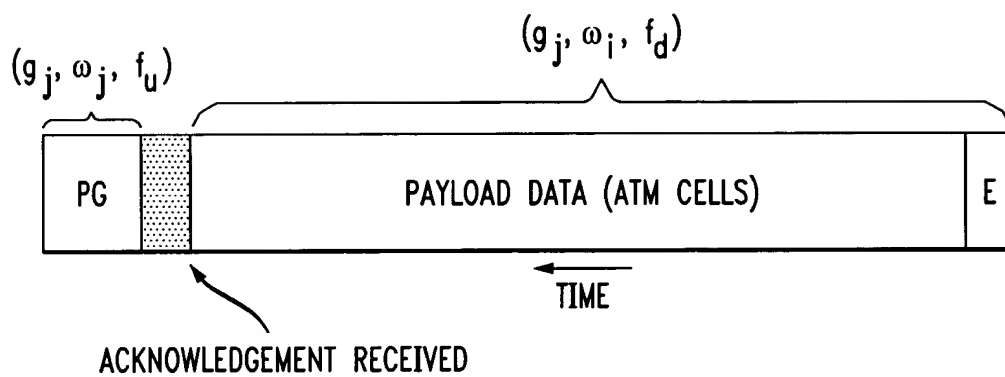 (g_j, ω_i, f_d)
(g_j, ω_j, f_u)
PG
PAYLOAD DATA (ATM CELLS)
E
TIME
ACKNOWLEDGEMENT RECEIVED